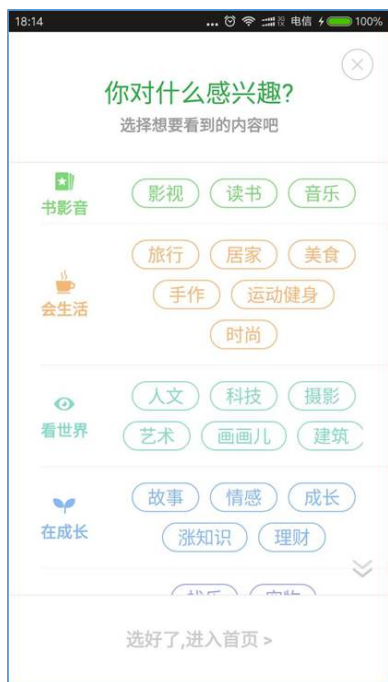 18:14 ... 3G 1X 电信 100%
你对什么感兴趣?
选择想要看到的内容吧
书影音 影视 读书 音乐
旅行 居家 美食
会生活 手作 运动健身
时尚
人文 科技 摄影
看世界 艺术 画画儿 建筑
故事 情感 成长
在成长 涨知识 理财
选好了,进入首页 >